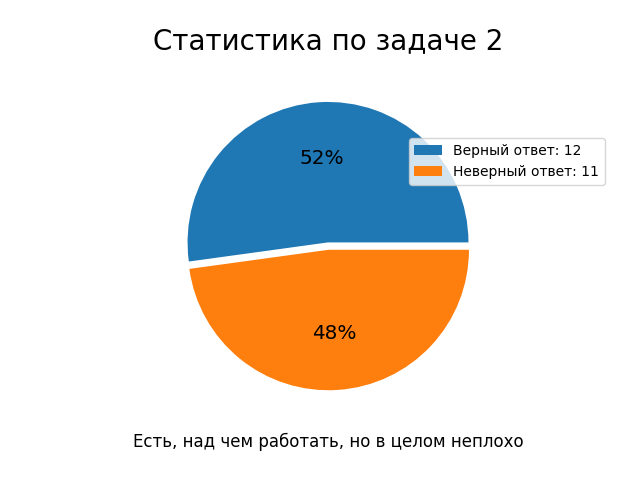 Статистика по задаче 2
52%
Верный ответ: 12
Неверный ответ: 11
48%
Есть, над чем работать, но в целом неплохо